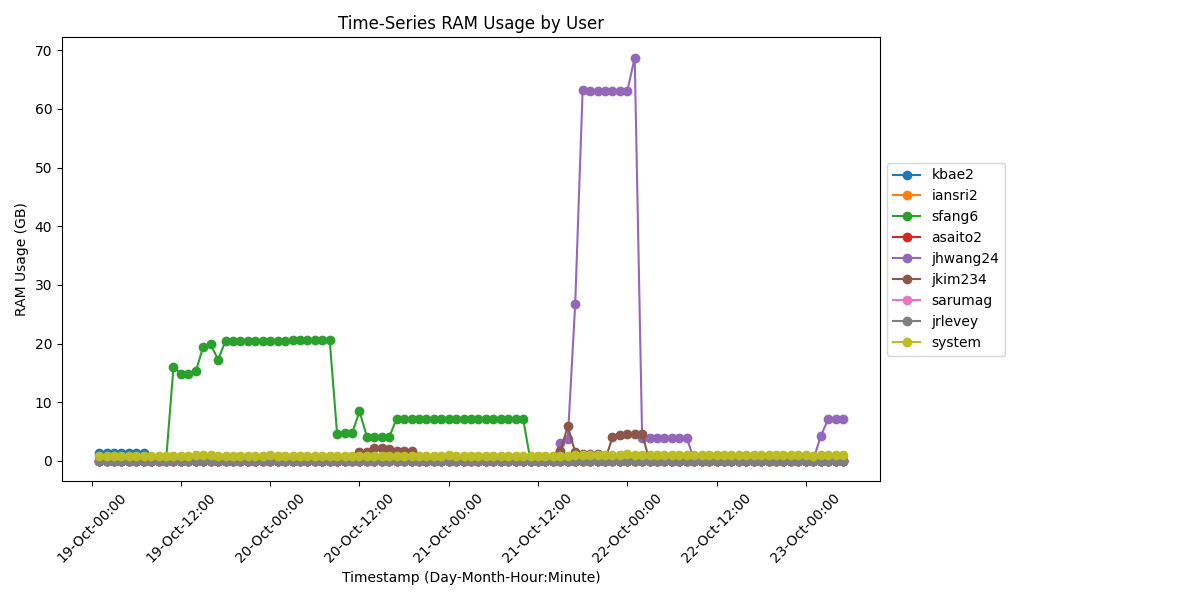 Time-Series RAM Usage by User
RAM Usage (GB)
70
60
50
40
30
20
10
0
19-Oct-00:00
19-Oct-12:00
20-Oct-00:00
20-Oct-12:00
21-Oct-00:00
21-Oct-12:00
22-Oct-00:00
22-Oct-12:00
23-Oct-00:00
Timestamp (Day-Month-Hour:Minute)
kbae2
iansri2
sfang6
asaito2
jhwang24
jkim234
sarumag
jrlevey
system